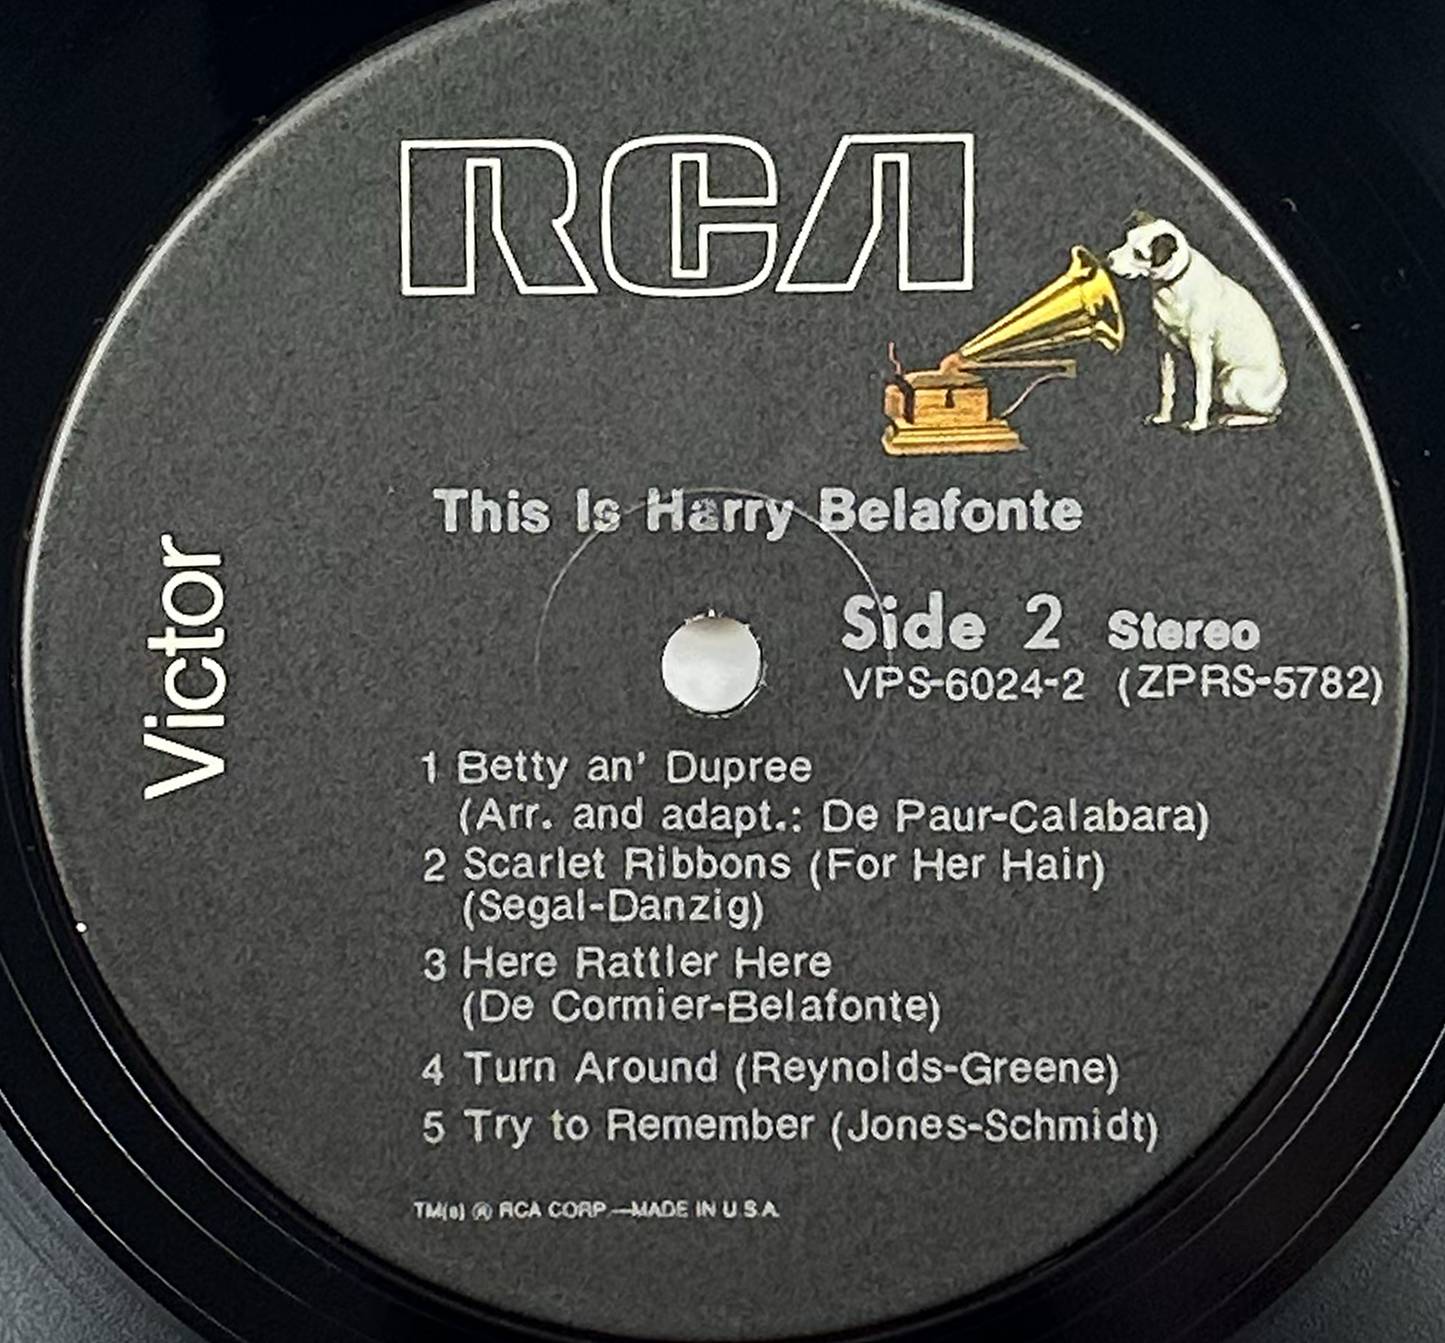 RCA
This Is Harry Belafonte
Victor
Side 2 Stereo
VPS-6024-2 (ZPRS-5782)
1 Betty an' Dupree
(Arr. and adapt.: De Paur-Calabara)
2 Scarlet Ribbons (For Her Hair)
(Segal-Danzig)
3 Here Rattler Here
(De Cormier-Belafonte)
4 Turn Around (Reynolds-Greene)
5 Try to Remember (Jones-Schmidt)
TM(s) ® RCA CORP—MADE IN U S A